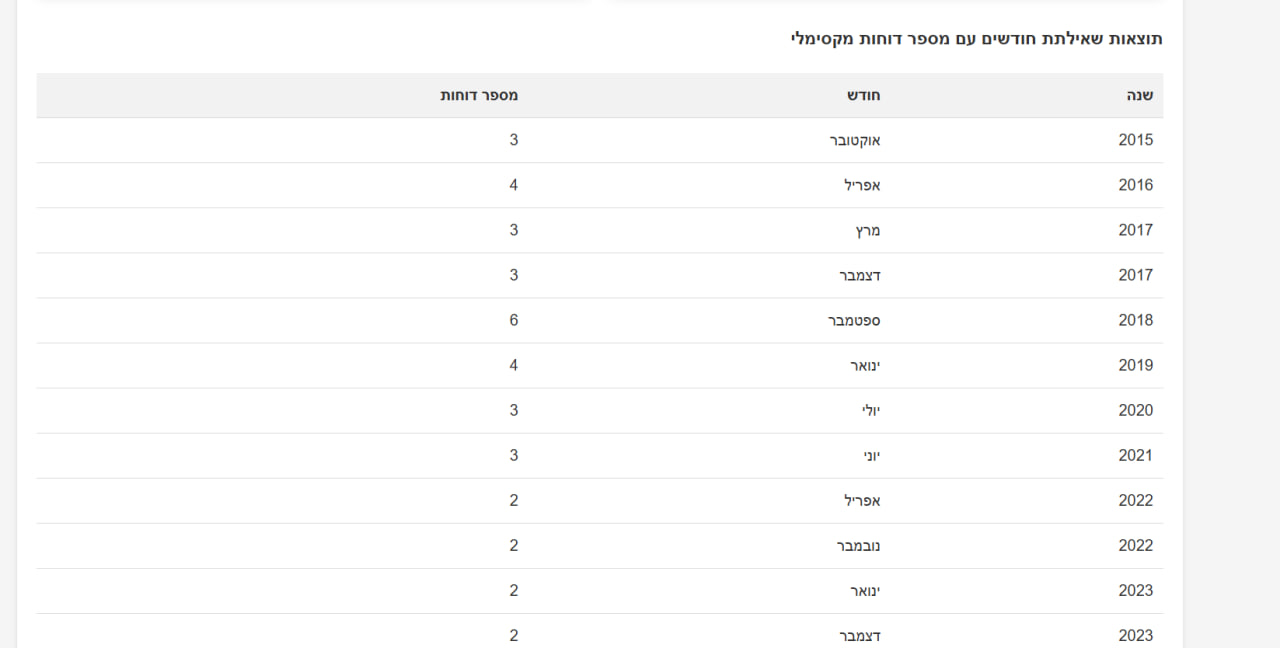 תוצאות שאילתת חודשים עם מספר דוחות מקסימלי
שנה חודש מספר דוחות
2015 אוקטובר 3
2016 אפריל 4
2017 מרץ 3
2017 דצמבר 3
2018 ספטמבר 6
2019 ינואר 4
2020 יולי 3
2021 יוני 3
2022 אפריל 2
2022 נובמבר 2
2023 ינואר 2
2023 דצמבר 2